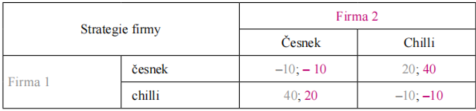 Strategie firmy
Firma 2
Česnek
Chilli
Firma 1
česnek
–10; – 10
20; 40
chilli
40; 20
–10; –10